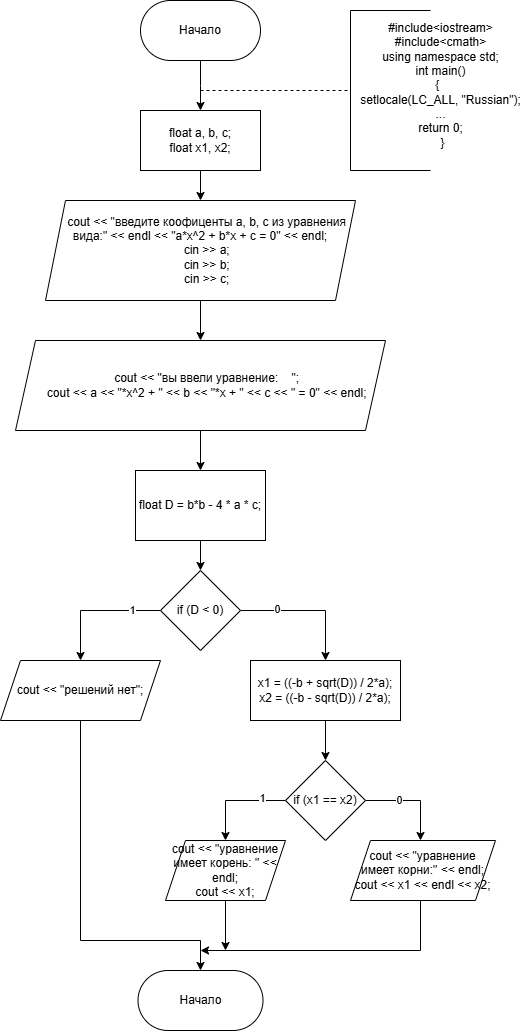 Начало
#include<iostream>
#include<cmath>
using namespace std;
int main()
{
setlocale(LC_ALL, "Russian");
...
return 0;
}
float a, b, c;
float x1, x2;
cout << "введите коофиценты a, b, c из уравнения
вида:" << endl << "a*x^2 + b*x + c = 0" << endl;
cin >> a;
cin >> b;
cin >> c;
cout << "вы ввели уравнение:    ";
cout << a << "*x^2 + " << b << "*x + " << c << " = 0" << endl;
float D = b*b - 4 * a * c;
if (D < 0)
1
0
cout << "решений нет";
x1 = ((-b + sqrt(D)) / 2*a);
x2 = ((-b - sqrt(D)) / 2*a);
if (x1 == x2)
1
0
cout << "уравнение
имеет корень: " <<
endl;
cout << x1;
cout << "уравнение
имеет корни:" << endl;
cout << x1 << endl << x2;
Начало